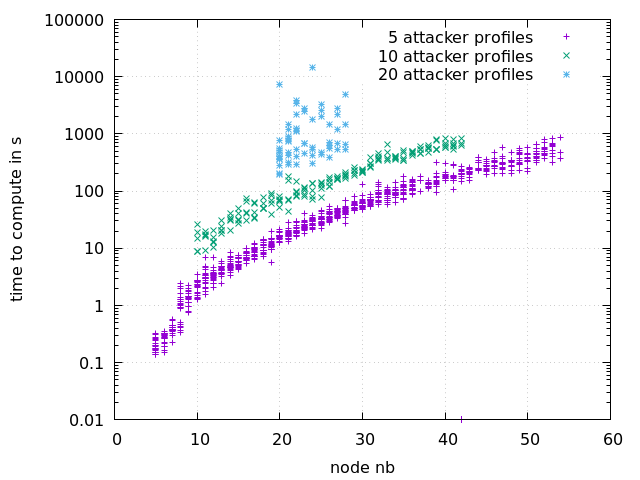 100000
10000
1000
100
10
1
0.1
0.01
time to compute in s
5 attacker profiles
10 attacker profiles
20 attacker profiles
0 10 20 30 40 50 60
node nb